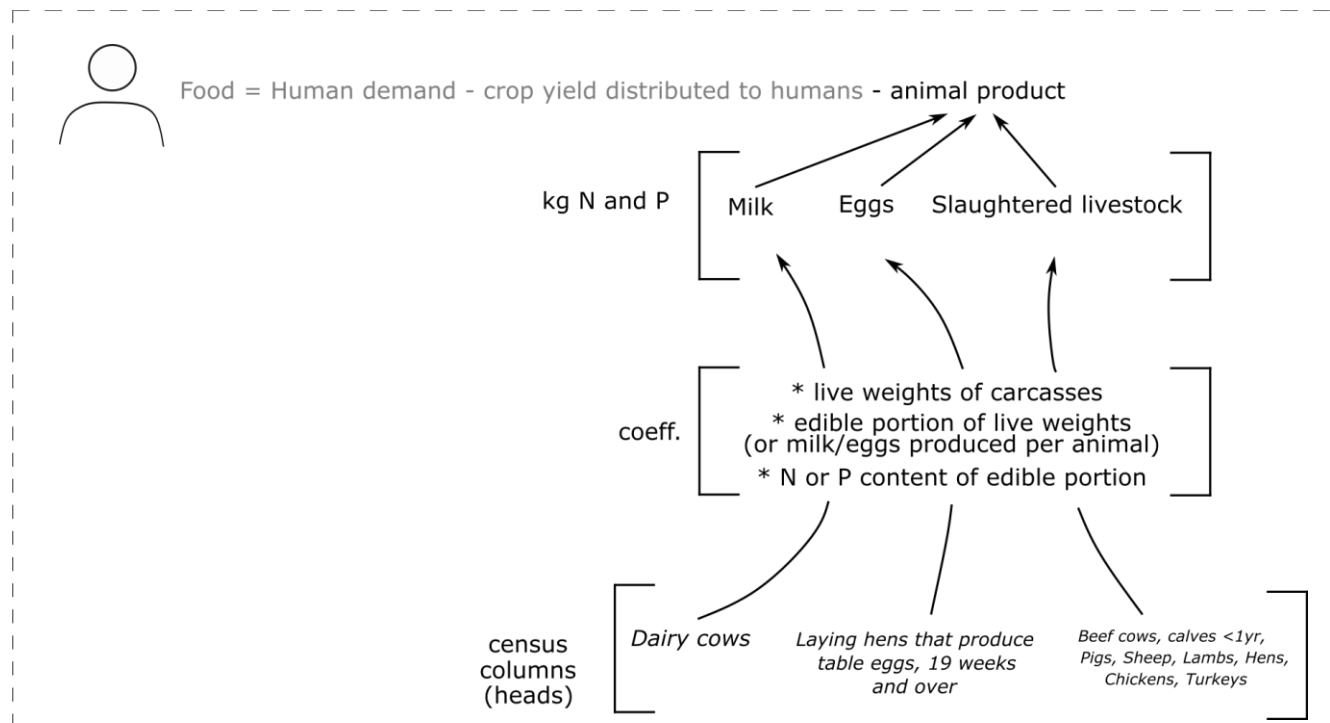 Food = Human demand - crop yield distributed to humans - animal product
kg N and P
Milk
Eggs
Slaughtered livestock
coeff.
* live weights of carcasses
* edible portion of live weights
(or milk/eggs produced per animal)
* N or P content of edible portion
census
columns
(heads)
Dairy cows
Laying hens that produce
table eggs, 19 weeks
and over
Beef cows, calves <1yr,
Pigs, Sheep, Lambs, Hens,
Chickens, Turkeys